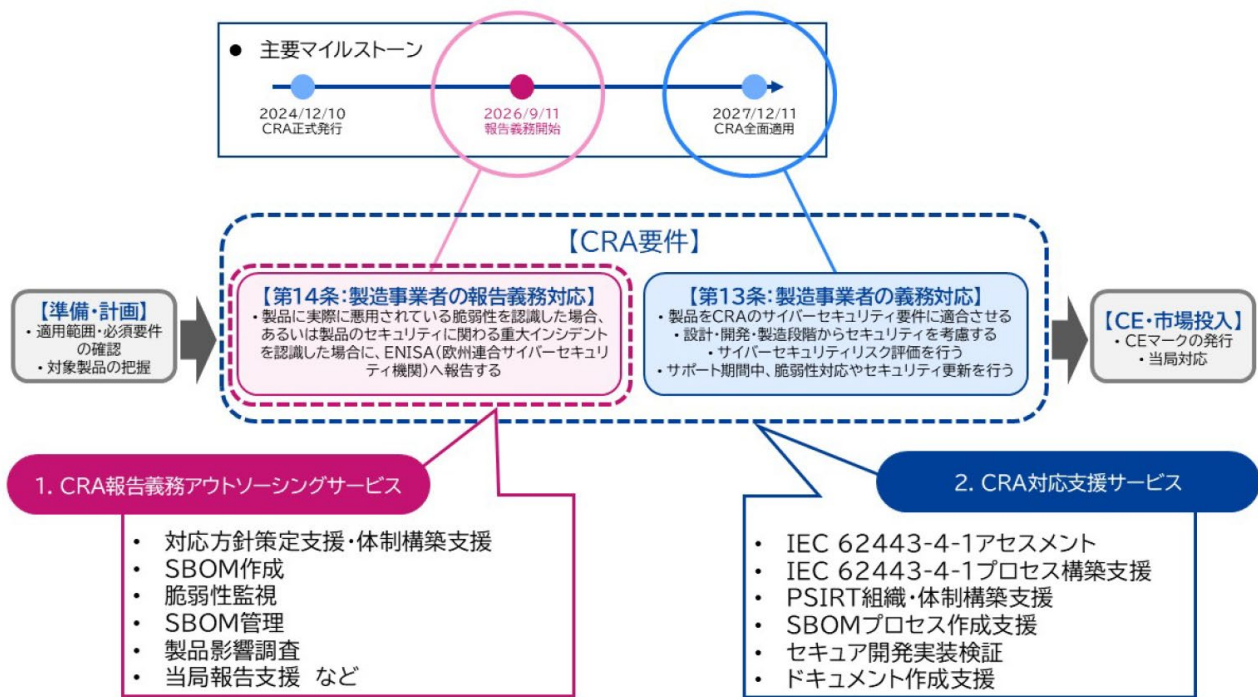 ● 主要マイルストーン
2024/12/10
CRA正式発行
2026/9/11
報告義務開始
2027/12/11
CRA全面適用
【CRA要件】
【準備・計画】
・適用範囲・必須要件
の確認
・対象製品の把握
【第14条:製造事業者の報告義務対応】
・製品に実際に悪用されている脆弱性を認識した場合、
あるいは製品のセキュリティに関わる重大インシデント
を認識した場合に、ENISA(欧州連合サイバーセキュリ
ティ機関)へ報告する
【第13条:製造事業者の義務対応】
・製品をCRAのサイバーセキュリティ要件に適合させる
・設計・開発・製造段階からセキュリティを考慮する
・サイバーセキュリティリスク評価を行う
・サポート期間中、脆弱性対応やセキュリティ更新を行う
【CE・市場投入】
・CEマークの発行
・当局対応
1. CRA報告義務アウトソーシングサービス
・対応方針策定支援・体制構築支援
・SBOM作成
・脆弱性監視
・SBOM管理
・製品影響調査
・当局報告支援 など
2. CRA対応支援サービス
・IEC 62443-4-1アセスメント
・IEC 62443-4-1プロセス構築支援
・PSIRT組織・体制構築支援
・SBOMプロセス作成支援
・セキュア開発実装検証
・ドキュメント作成支援